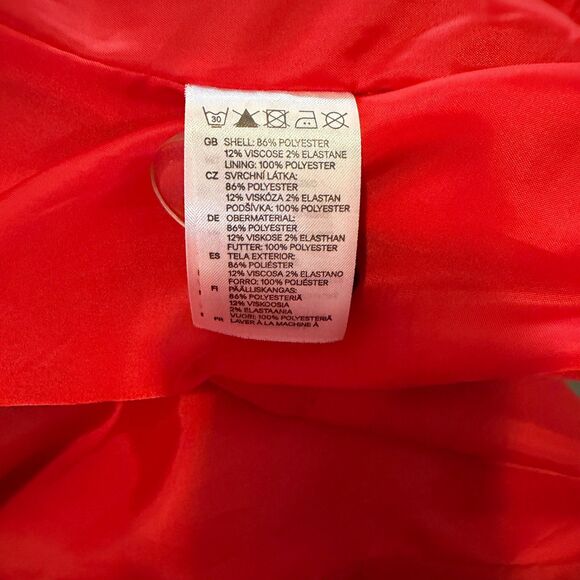 30
GB SHELL: 86% POLYESTER
12% VISCOSE 2% ELASTANE
LINING: 100% POLYESTER
CZ SVRCHNÍ LÁTKA:
86% POLYESTER
12% VISKÓZA 2% ELASTAN
PODŠÍVKA: 100% POLYESTER
DE OBERMATERIAL:
86% POLYESTER
12% VISKOSE 2% ELASTHAN
FUTTER: 100% POLYESTER
ES TELA EXTERIOR:
86% POLIÉSTER
12% VISCOSA 2% ELASTANO
FORRO: 100% POLIÉSTER
FI PÄÄLLISKANGAS:
86% POLYESTERIÄ
12% VISKOOSIA
2% ELASTAANIA
VUORI: 100% POLYESTERIÄ
FR LAVER À LA MACHINE À